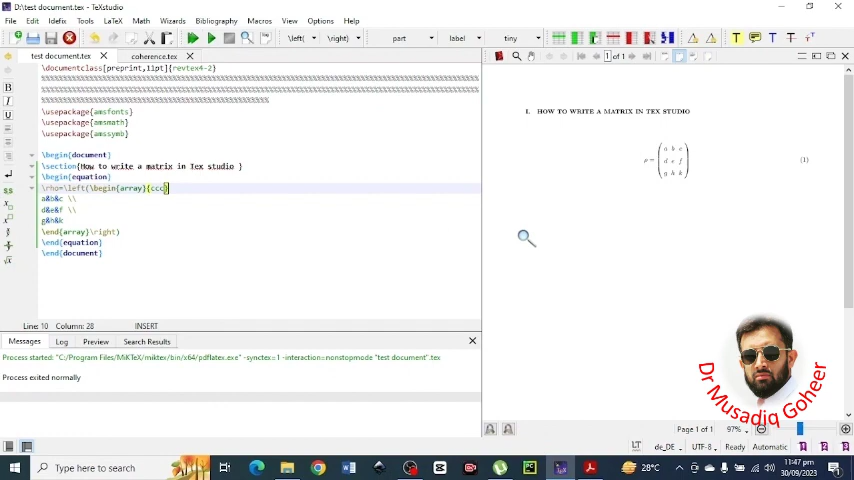 D:\test document.tex - TeXstudio
File Edit Idefix Tools LaTeX Math Wizards Bibliography Macros View Options Help
\left( \right) part label tiny
1 of 1
test document.tex coherence.tex
\documentclass[preprint,11pt]{revtex4-2}
%%%%%%%%%%%%%%%%%%%%%%%%%%%%%%%%%%%%%%%%%%%%%%%%%%%%%%%%%%%%%%%%
%%%%%%%%%%%%%%%%%%%%%%%%%%%%%%%%%%%%%%%%%%%%%%%%%%%%%%%%%%%%%%%%
%%%%%%%%%%%%%%%%%%%%%%%%%%%%%%%%%
\usepackage{amsfonts}
\usepackage{amsmath}
\usepackage{amssymb}
\begin{document}
\section{How to write a matrix in Tex studio }
\begin{equation}
\rho=\left(\begin{array}{ccc}
a&b&c \\
d&e&f \\
g&h&k
\end{array}\right)
\end{equation}
\end{document}
Line: 10 Column: 28 INSERT
Messages Log Preview Search Results
Process started: "C:/Program Files/MiKTeX/miktex/bin/x64/pdflatex.exe" -synctex=1 -interaction=nonstopmode "test document".tex
Process exited normally
I. HOW TO WRITE A MATRIX IN TEX STUDIO
a b c
ρ = d e f (1)
g h k
Dr Musadiq Goheer
Page 1 of 1 97%
LT de_DE UTF-8 Ready Automatic
Type here to search
28°C
11:47 pm
30/09/2023